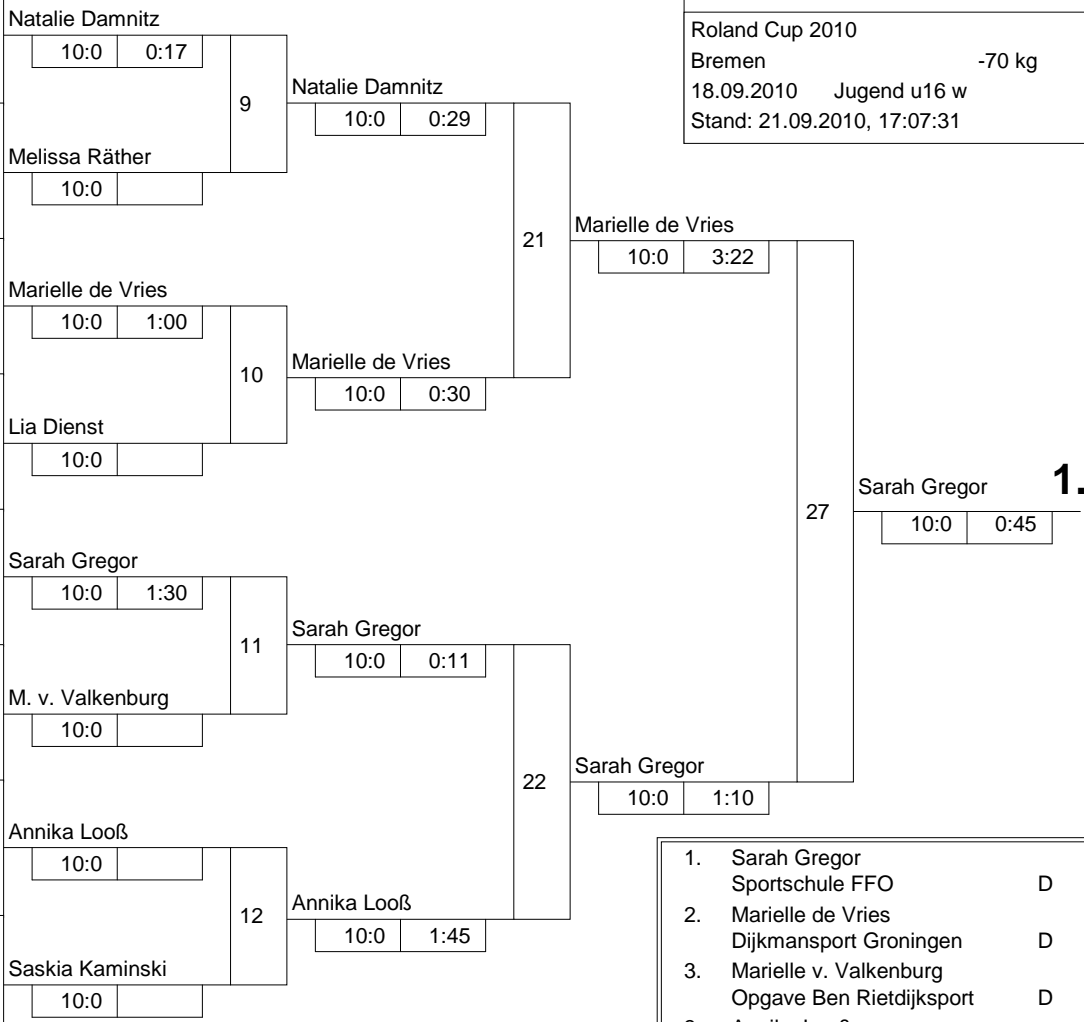 Natalie Damnitz
10:0 0:17
9
Melissa Räther
10:0
Marielle de Vries
10:0 1:00
10
Lia Dienst
10:0
Sarah Gregor
10:0 1:30
11
M. v. Valkenburg
10:0
Annika Looß
10:0
12
Saskia Kaminski
10:0
Natalie Damnitz
10:0 0:29
21
Marielle de Vries
10:0 0:30
Sarah Gregor
10:0 0:11
22
Annika Looß
10:0 1:45
Marielle de Vries
10:0 3:22
27
Sarah Gregor
10:0 1:10
Sarah Gregor 1.
10:0 0:45
Roland Cup 2010
Bremen -70 kg
18.09.2010 Jugend u16 w
Stand: 21.09.2010, 17:07:31
1. Sarah Gregor
Sportschule FFO D
2. Marielle de Vries
Dijkmansport Groningen D
3. Marielle v. Valkenburg
Opgave Ben Rietdijksport D